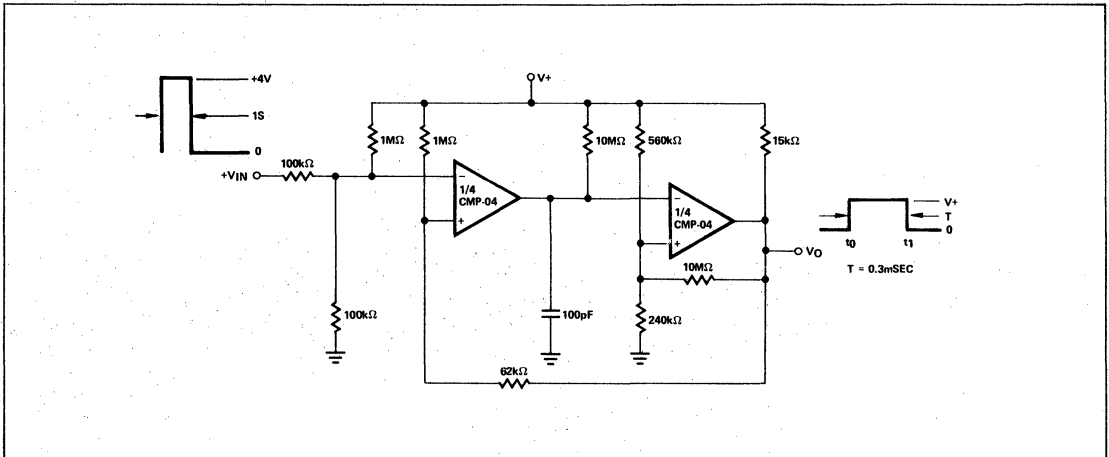 V+
+4V
1S
0
+VIN
100kΩ
1MΩ
1MΩ
10MΩ
560kΩ
15kΩ
−
1/4
CMP-04
+
−
1/4
CMP-04
+
100kΩ
100pF
10MΩ
240kΩ
62kΩ
VO
V+
T
0
t0
t1
T = 0.3mSEC